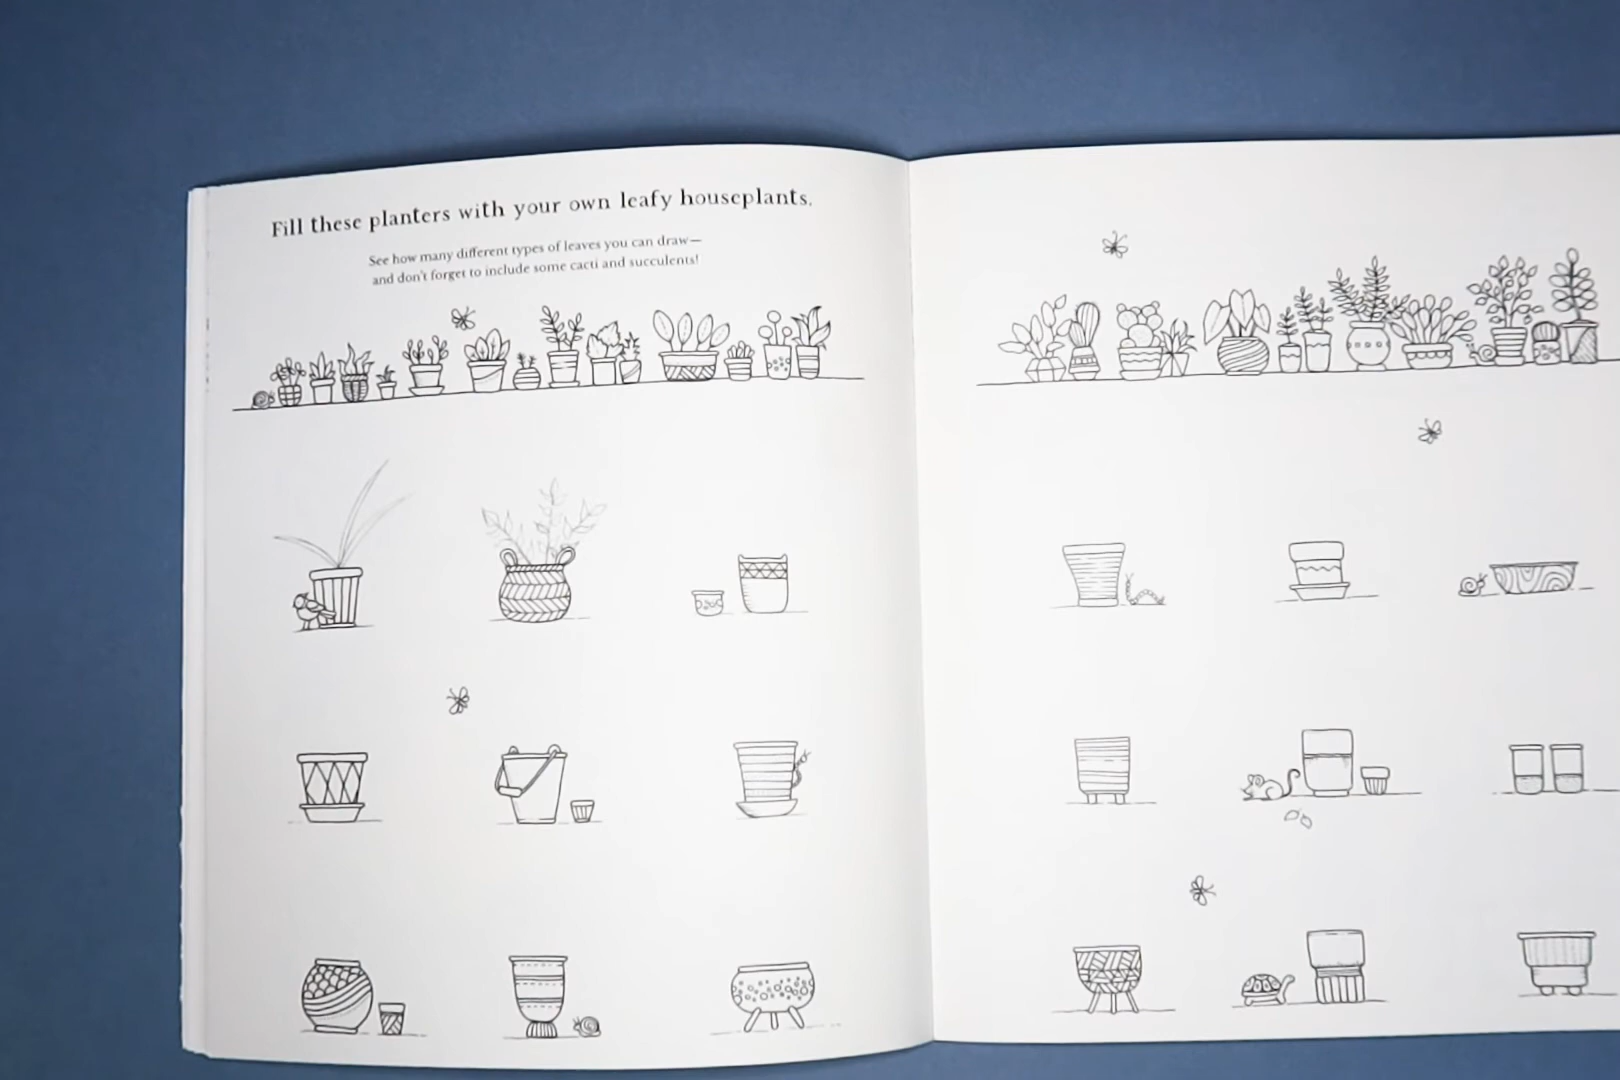 Fill these planters with your own leafy houseplants.
See how many different types of leaves you can draw—
and don't forget to include some cacti and succulents!